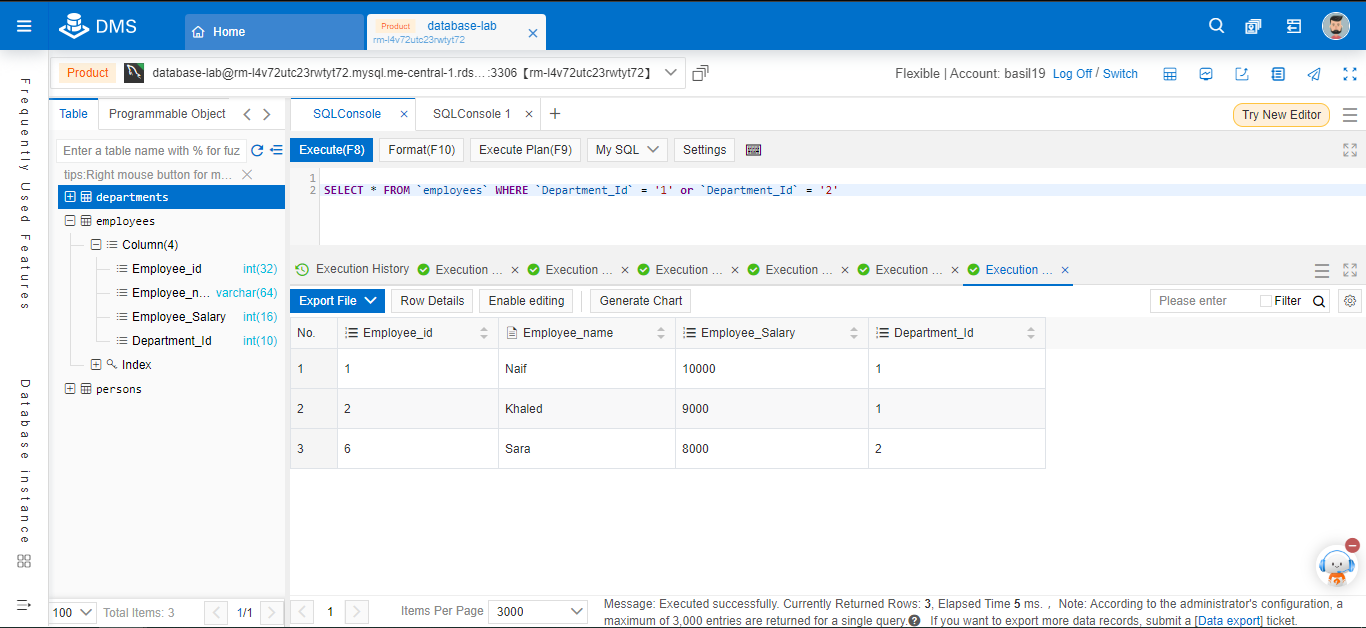 DMS
Home
Product database-lab
rm-l4v72utc23rwtyt72
Product database-lab@rm-l4v72utc23rwtyt72.mysql.me-central-1.rds...:3306【rm-l4v72utc23rwtyt72】
Flexible | Account: basil19 Log Off / Switch
Frequently Used Features
Database instance
Table Programmable Object
SQLConsole SQLConsole 1
Try New Editor
Enter a table name with % for fuz
tips:Right mouse button for m...
Execute(F8) Format(F10) Execute Plan(F9) My SQL Settings
departments
employees
Column(4)
Employee_id int(32)
Employee_n... varchar(64)
Employee_Salary int(16)
Department_Id int(10)
Index
persons
1
2 SELECT * FROM `employees` WHERE `Department_Id` = '1' or `Department_Id` = '2'
Execution History Execution ... Execution ... Execution ... Execution ... Execution ... Execution ...
Export File Row Details Enable editing Generate Chart Please enter Filter
No. Employee_id Employee_name Employee_Salary Department_Id
1 1 Naif 10000 1
2 2 Khaled 9000 1
3 6 Sara 8000 2
100 Total Items: 3 1/1
1 Items Per Page 3000
Message: Executed successfully. Currently Returned Rows: 3, Elapsed Time 5 ms. , Note: According to the administrator's configuration, a
maximum of 3,000 entries are returned for a single query. If you want to export more data records, submit a [Data export] ticket.